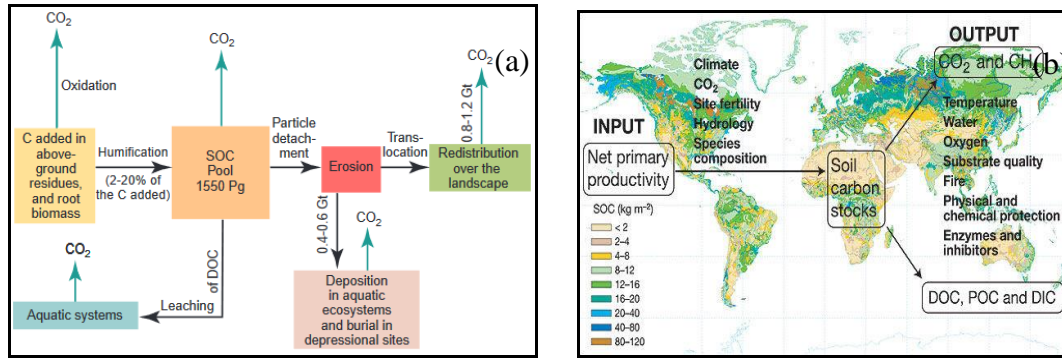 (a)
CO₂
Oxidation
C added in
above-
ground
residues,
and root
biomass
Humification
(2-20% of
the C added)
CO₂
SOC
Pool
1550 Pg
Particle
detach-
ment
Erosion
Trans-
location
CO₂
0.8-1.2 Gt
Redistribution
over the
landscape
0.4-0.6 Gt
CO₂
Deposition
in aquatic
ecosystems
and burial in
depressional sites
of DOC
Leaching
CO₂
Aquatic systems
(b)
OUTPUT
CO₂ and CH
Climate
CO₂
Site fertility
Hydrology
Species
composition
INPUT
Net primary
productivity
Soil
carbon
stocks
Temperature
Water
Oxygen
Substrate quality
Fire
Physical and
chemical protection
Enzymes and
inhibitors
DOC, POC and DIC
SOC (kg m⁻²)
< 2
2–4
4–8
8–12
12–16
16–20
20–40
40–80
80–120